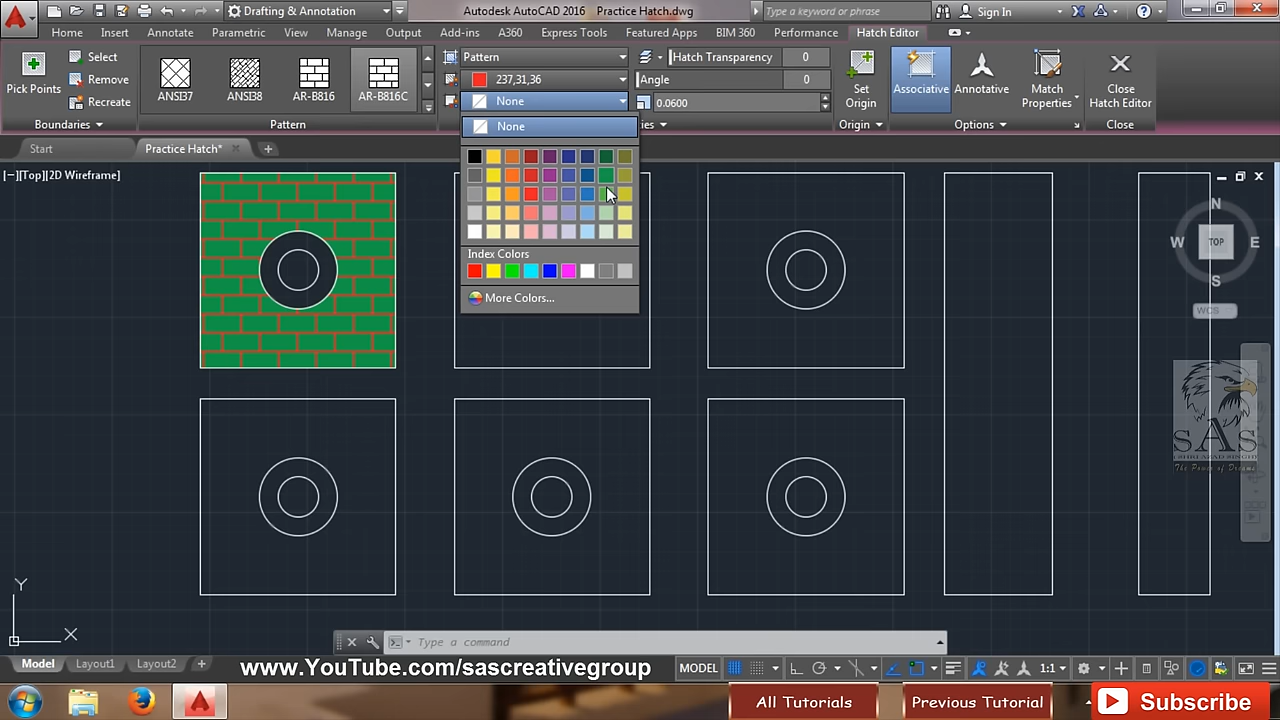 Drafting & Annotation
Autodesk AutoCAD 2016 Practice Hatch.dwg
Type a keyword or phrase
Sign In
Home Insert Annotate Parametric View Manage Output Add-ins A360 Express Tools Featured Apps BIM 360 Performance Hatch Editor
Pick Points
Select
Remove
Recreate
Boundaries
ANSI37
ANSI38
AR-B816
AR-B816C
Pattern
Pattern
237,31,36
None
Hatch Transparency 0
Angle 0
0.0600
Set Origin
Origin
Associative
Annotative
Match Properties
Options
Close Hatch Editor
Close
None
Index Colors
More Colors...
Start
Practice Hatch*
[−][Top][2D Wireframe]
N
W TOP E
S
WCS
SAS
The Power of Dreams
Y
X
Type a command
Model Layout1 Layout2
www.YouTube.com/sascreativegroup
MODEL
1:1
All Tutorials
Previous Tutorial
Subscribe